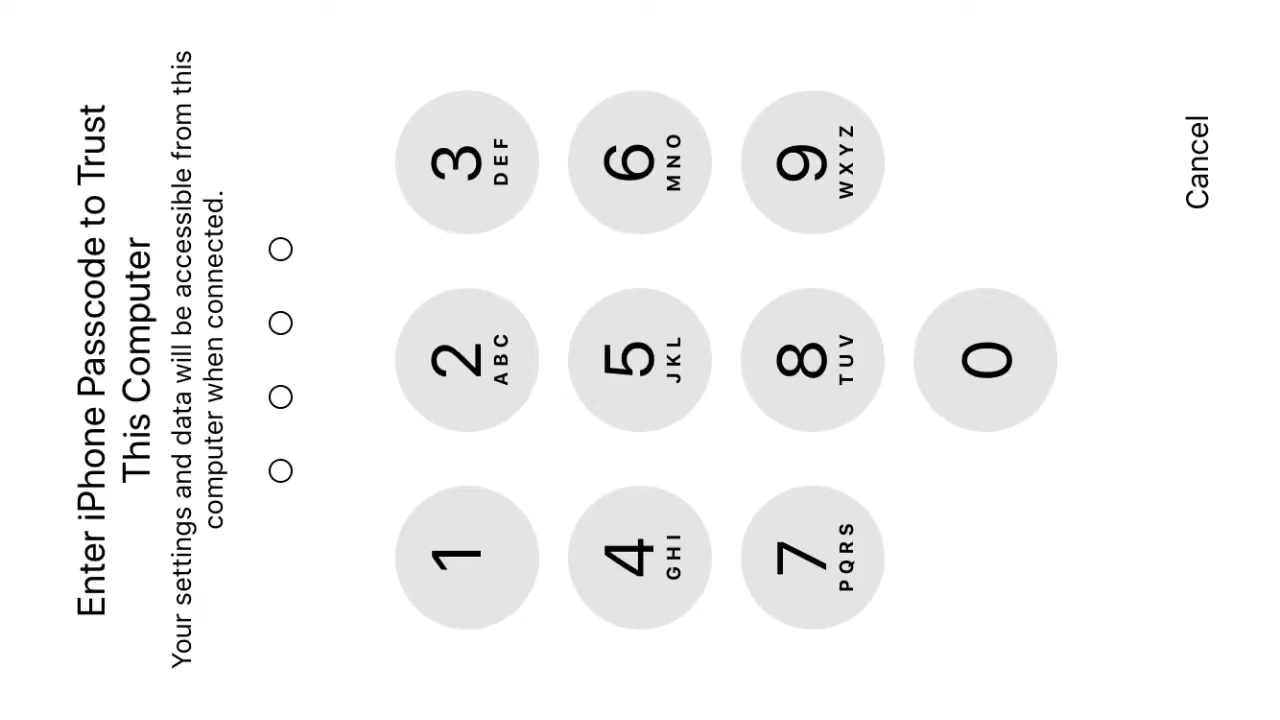 Enter iPhone Passcode to Trust
This Computer
Your settings and data will be accessible from this
computer when connected.
1
2
ABC
3
DEF
4
GHI
5
JKL
6
MNO
7
PQRS
8
TUV
9
WXYZ
0
Cancel